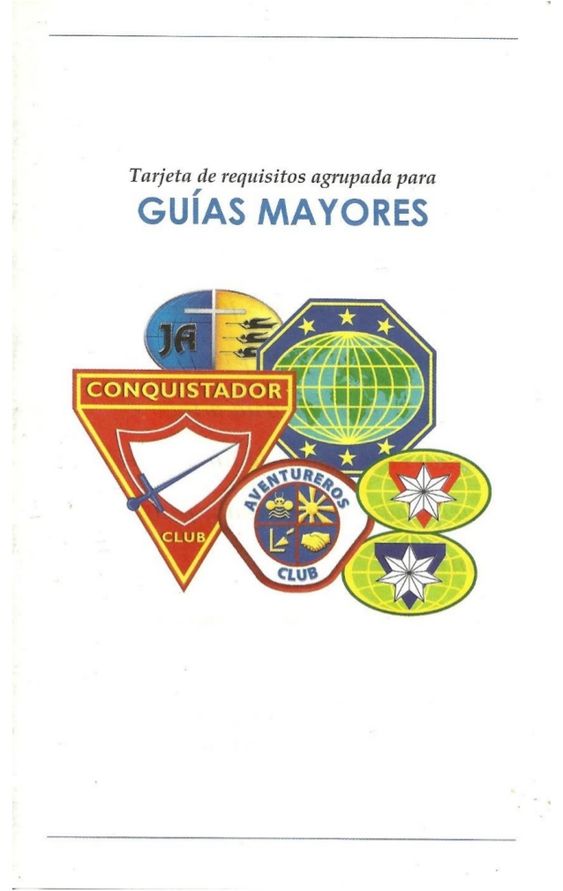 Tarjeta de requisitos agrupada para
GUÍAS MAYORES
JA
CONQUISTADOR
CLUB
AVENTUREROS
CLUB